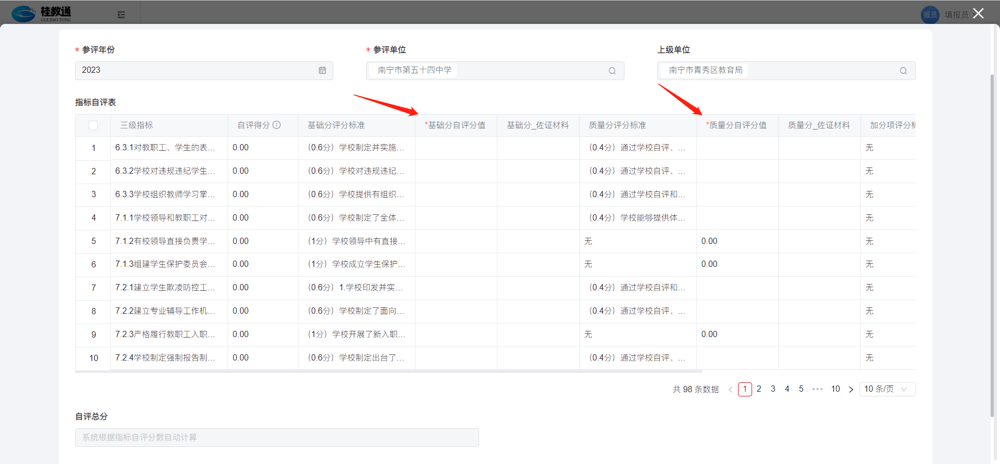 桂教通
GUI JIAO TONG
报员 填报员
* 参评年份
* 参评单位
上级单位
2023
南宁市第五十四中学
南宁市青秀区教育局
指标自评表
三级指标 自评得分 基础分评分标准 *基础分自评分值 基础分_佐证材料 质量分评分标准 *质量分自评分值 质量分_佐证材料 加分项评分标
1 6.3.1对教职工、学生的表... 0.00 （0.6分）学校制定并实施... （0.4分）通过学校自评、... 无
2 6.3.2学校对违规违纪学生... 0.00 （0.6分）学校对违规违纪... （0.4分）通过学校自评、... 无
3 6.3.3学校组织教师学习掌... 0.00 （0.6分）学校提供有组织... （0.4分）通过学校自评和... 无
4 7.1.1学校领导和教职工对... 0.00 （0.6分）学校制定了全体... （0.4分）学校能够提供体... 无
5 7.1.2有校领导直接负责学... 0.00 （1分）学校领导中有直接... 无 0.00 无
6 7.1.3组建学生保护委员会... 0.00 （1分）学校成立学生保护... 无 0.00 无
7 7.2.1建立学生欺凌防控工... 0.00 （0.6分）1.学校印发并实... （0.4分）通过学校自评和... 无
8 7.2.2建立专业辅导工作机... 0.00 （0.6分）学校制定了面向... （0.4分）通过学校自评、... 无
9 7.2.3严格履行教职工入职... 0.00 （1分）学校开展了新入职... 无 0.00 无
10 7.2.4学校制定强制报告制... 0.00 （0.6分）学校制定出台了... （0.4分）通过学校自评、... 无
共 98 条数据 < 1 2 3 4 5 ••• 10 > 10 条/页
自评总分
系统根据指标自评分数自动计算